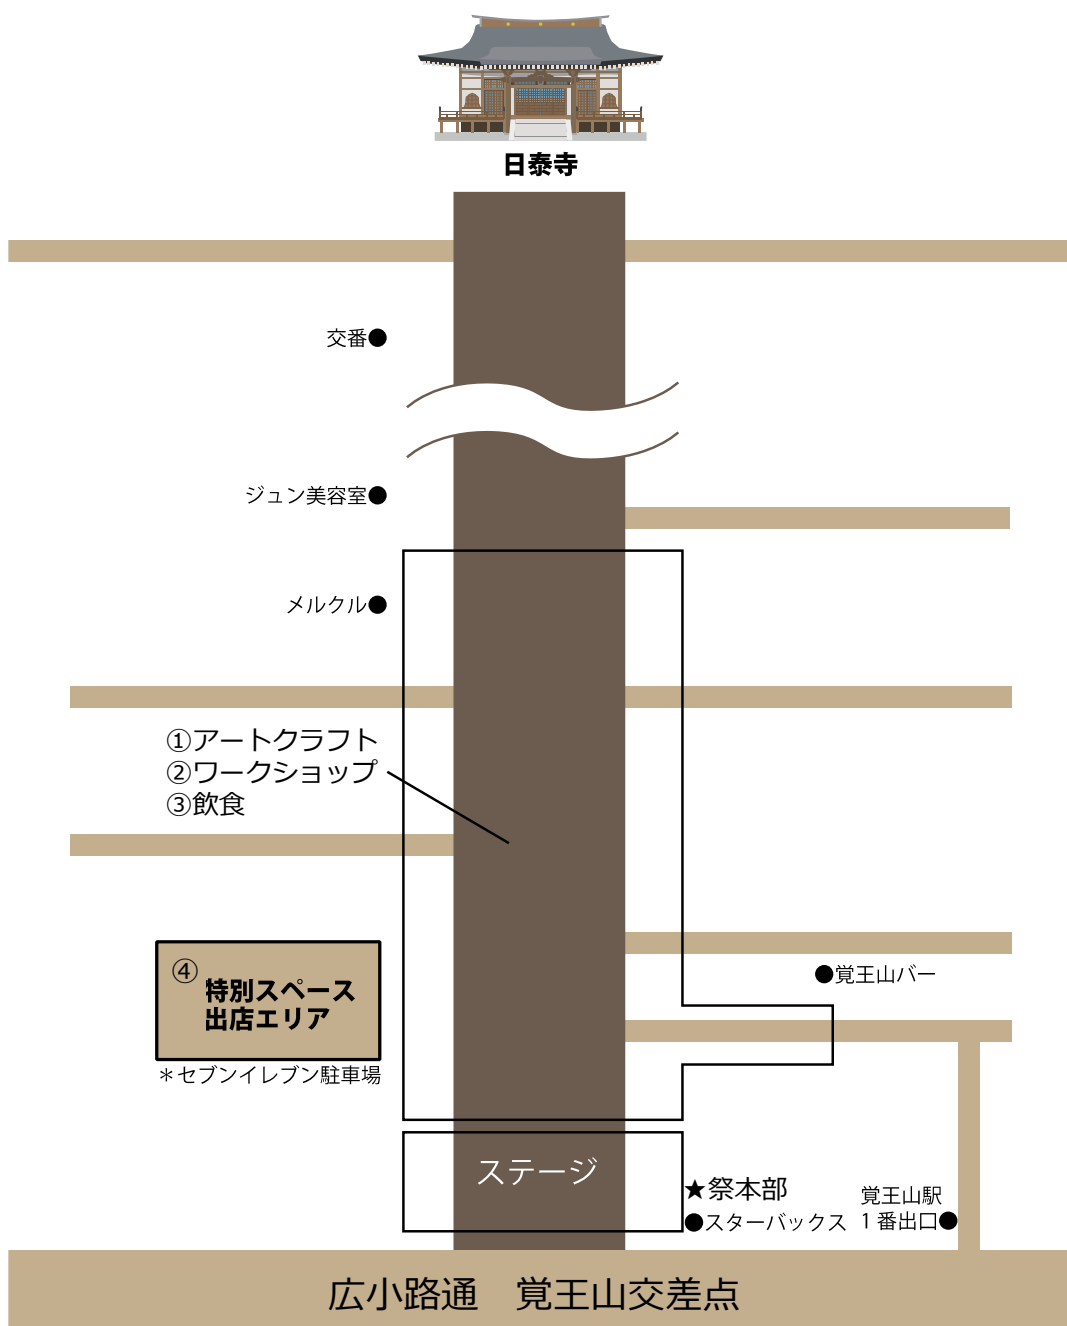 日泰寺
交番●
ジュン美容室●
メルクル●
①アートクラフト
②ワークショップ
③飲食
④
特別スペース
出店エリア
＊セブンイレブン駐車場
●覚王山バー
ステージ
★祭本部
●スターバックス
覚王山駅
１番出口●
広小路通　覚王山交差点